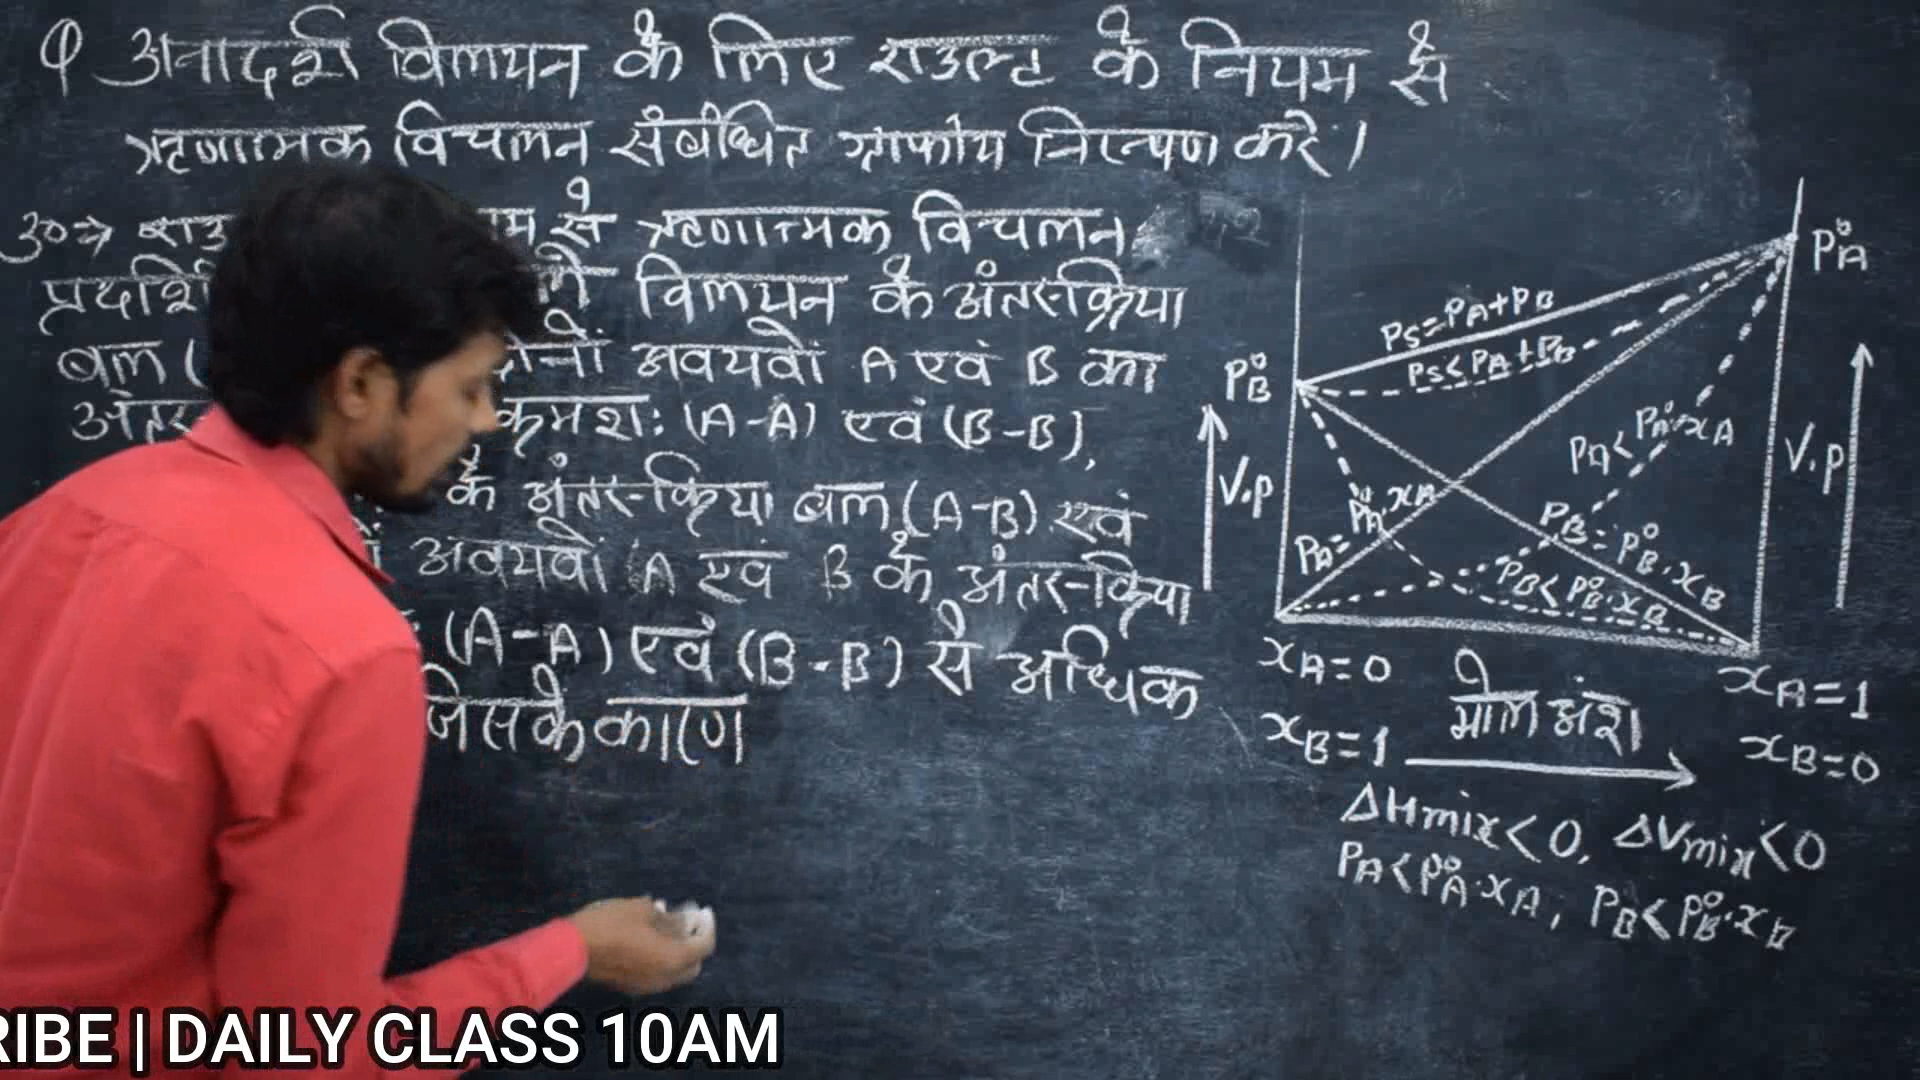 Q अनादर्श विलयन के लिए राउल्ट के नियम से
ऋणात्मक विचलन संबंधित ग्राफीय निरूपण करे।
उ०→ राउ म से ऋणात्मक विचलन
प्रदर्शि विलयन के अंतरक्रिया
बल ( दोनों अवयवों A एवं B का
अंतर क्रमशः (A-A) एवं (B-B),
के अंतर-क्रिया बल (A-B) एवं
अवयवों A एवं B के अंतर-क्रिया
(A-A) एवं (B-B) से अधिक
जिसके कारण
P°A
PS=PA+PB
PS<PA+PB
P°B
PA<P°A·xA
V.P
V.P
PA=P°A·xA
PB=P°B·xB
PB<P°B·xB
xA=0
मोल अंश
xA=1
xB=1
xB=0
ΔHmix<0, ΔVmix<0
PA<P°A·xA, PB<P°B·xB
RIBE | DAILY CLASS 10AM